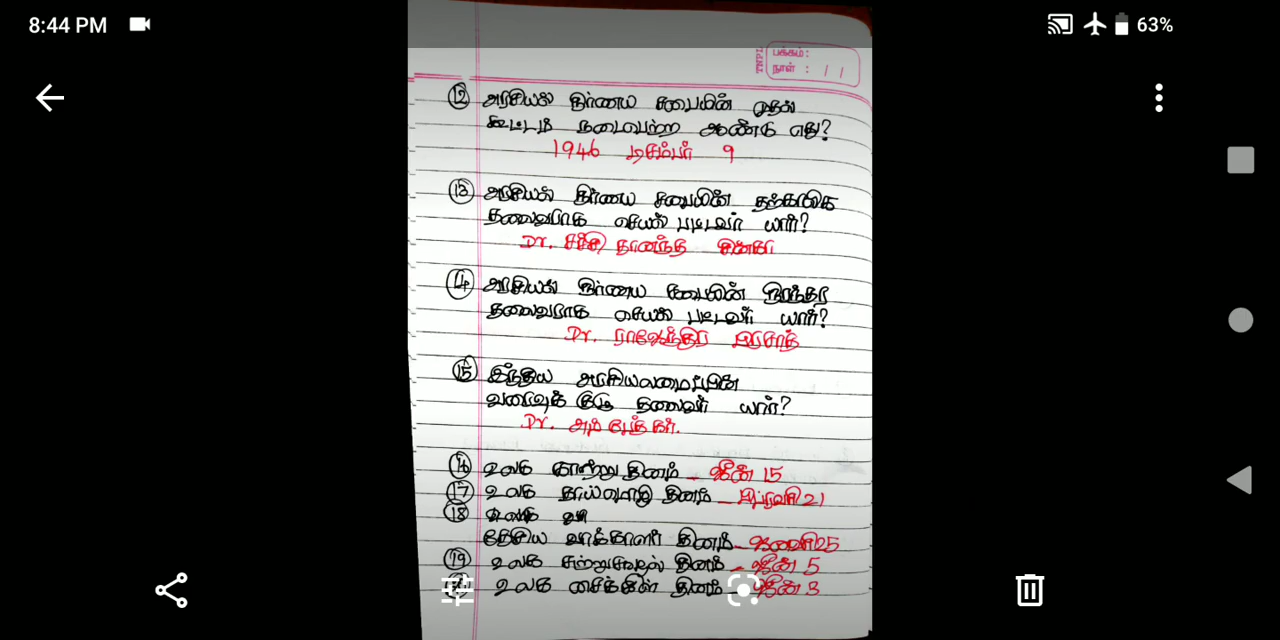 8:44 PM
63%
TNPL
பக்கம்:
நாள் : / /
⑫ அரசியல் நிர்ணய சபையின் முதல்
கூட்டம் நடைபெற்ற ஆண்டு எது?
1946 டிசம்பர் 9
⑬ அரசியல் நிர்ணய சபையின் தற்காலிக
தலைவராக செயல் பட்டவர் யார்?
Dr. சச்சிதானந்த சின்கா
⑭ அரசியல் நிர்ணய சபையின் நிரந்தர
தலைவராக செயல் பட்டவர் யார்?
Dr. ராஜேந்திர பிரசாத்
⑮ இந்திய அரசியலமைப்பின்
வரைவுக் குழு தலைவர் யார்?
Dr. அம்பேத்கர்.
⑯ உலக காற்று தினம் - ஜீன் 15
⑰ உலக தாய்மொழி தினம் - பிப்ரவரி 21
⑱ உலக
தேசிய வாக்காளர் தினம் - ஜனவரி 25
⑲ உலக சுற்றுசூழல் தினம் - ஜீன் 5
உலக சைக்கிள் தினம் - ஜீன் 3